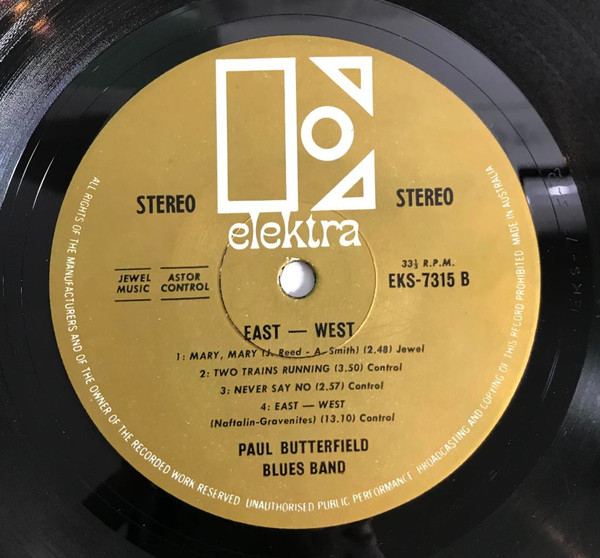 STEREO
STEREO
elektra
JEWEL MUSIC
ASTOR CONTROL
33⅓ R.P.M.
EKS-7315 B
EAST — WEST
1: MARY, MARY (J. Reed - A. Smith) (2.48) Jewel
2: TWO TRAINS RUNNING (3.50) Control
3: NEVER SAY NO (2.57) Control
4: EAST — WEST
(Naftalin-Gravenites) (13.10) Control
PAUL BUTTERFIELD
BLUES BAND
ALL RIGHTS OF THE MANUFACTURERS AND OF THE OWNER OF THE RECORDED WORK RESERVED UNAUTHORISED PUBLIC PERFORMANCE BROADCASTING AND COPYING OF THIS RECORD PROHIBITED MADE IN AUSTRALIA